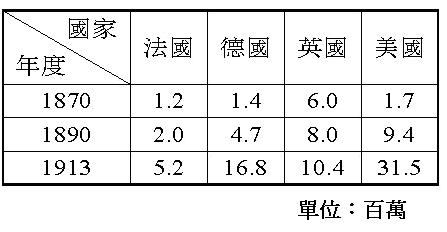 國家
年度 法國 德國 英國 美國
1870 1.2 1.4 6.0 1.7
1890 2.0 4.7 8.0 9.4
1913 5.2 16.8 10.4 31.5
單位：百萬